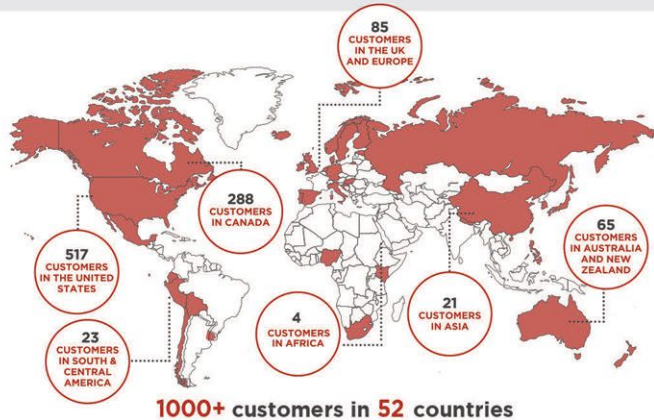 85
CUSTOMERS
IN THE UK
AND EUROPE
288
CUSTOMERS
IN CANADA
517
CUSTOMERS
IN THE UNITED
STATES
65
CUSTOMERS
IN AUSTRALIA
AND NEW
ZEALAND
4
CUSTOMERS
IN AFRICA
21
CUSTOMERS
IN ASIA
23
CUSTOMERS
IN SOUTH &
CENTRAL
AMERICA
1000+ customers in 52 countries